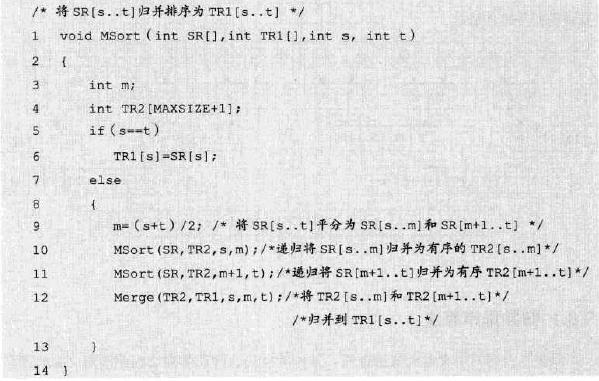 /* 将SR[s..t]归并排序为TR1[s..t] */
1 void MSort(int SR[],int TR1[],int s, int t)
2 {
3 int m;
4 int TR2[MAXSIZE+1];
5 if(s==t)
6 TR1[s]=SR[s];
7 else
8 {
9 m=(s+t)/2; /* 将SR[s..t]平分为SR[s..m]和SR[m+1..t] */
10 MSort(SR,TR2,s,m);/*递归将SR[s..m]归并为有序的TR2[s..m]*/
11 MSort(SR,TR2,m+1,t);/*递归将SR[m+1..t]归并为有序TR2[m+1..t]*/
12 Merge(TR2,TR1,s,m,t);/*将TR2[s..m]和TR2[m+1..t]*/
/*归并到TR1[s..t]*/
13 }
14 }